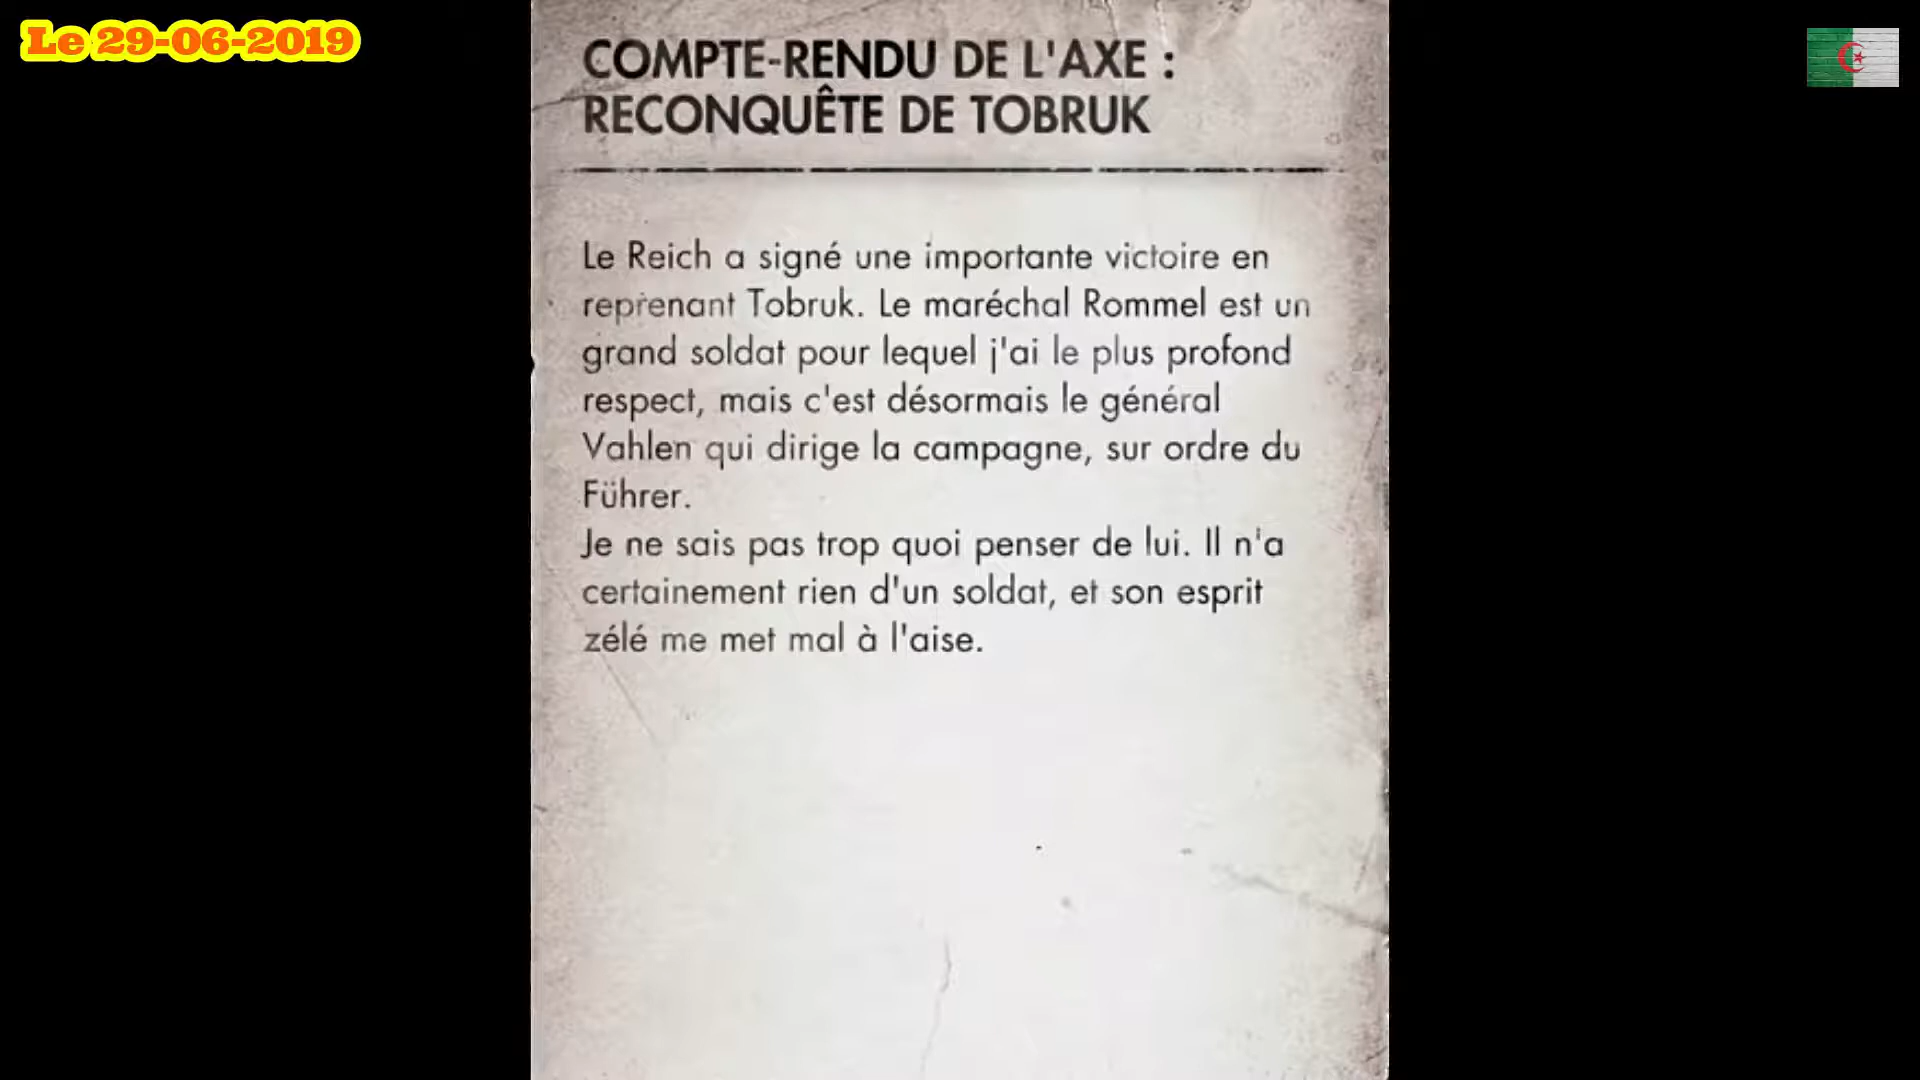 Le 29-06-2019
COMPTE-RENDU DE L'AXE :
RECONQUÊTE DE TOBRUK
Le Reich a signé une importante victoire en
reprenant Tobruk. Le maréchal Rommel est un
grand soldat pour lequel j'ai le plus profond
respect, mais c'est désormais le général
Vahlen qui dirige la campagne, sur ordre du
Führer.
Je ne sais pas trop quoi penser de lui. Il n'a
certainement rien d'un soldat, et son esprit
zélé me met mal à l'aise.